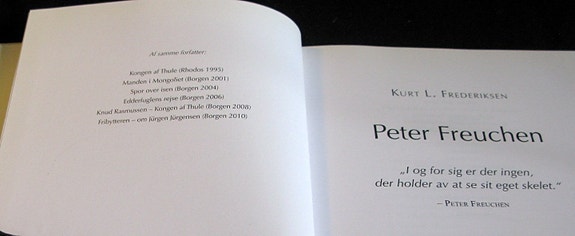 Af samme forfatter:
Kongen af Thule (Rhodos 1995)
Manden i Mongoliet (Borgen 2001)
Spor over isen (Borgen 2004)
Edderfuglens rejse (Borgen 2006)
Knud Rasmussen – Kongen af Thule (Borgen 2008)
Fribytteren – om Jürgen Jürgensen (Borgen 2010)
KURT L. FREDERIKSEN
Peter Freuchen
„I og for sig er der ingen,
der holder av at se sit eget skelet.“
– PETER FREUCHEN